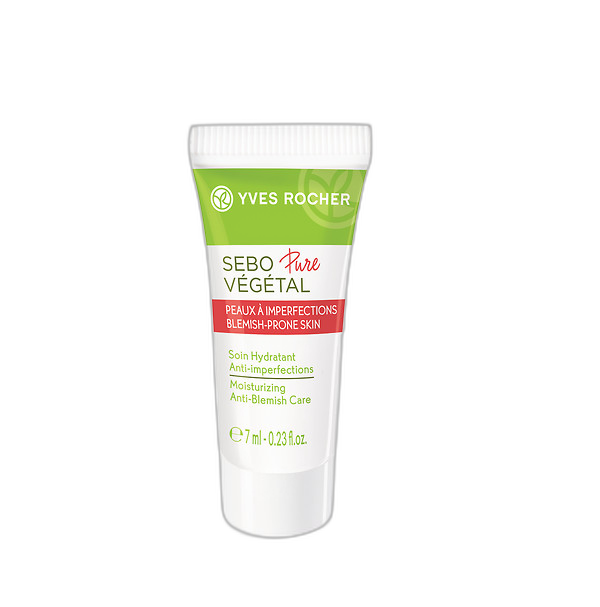 YVES ROCHER
SEBO Pure
VÉGÉTAL
PEAUX À IMPERFECTIONS
BLEMISH-PRONE SKIN
Soin Hydratant
Anti-imperfections
Moisturizing
Anti-Blemish Care
℮7 ml - 0.23 fl.oz.